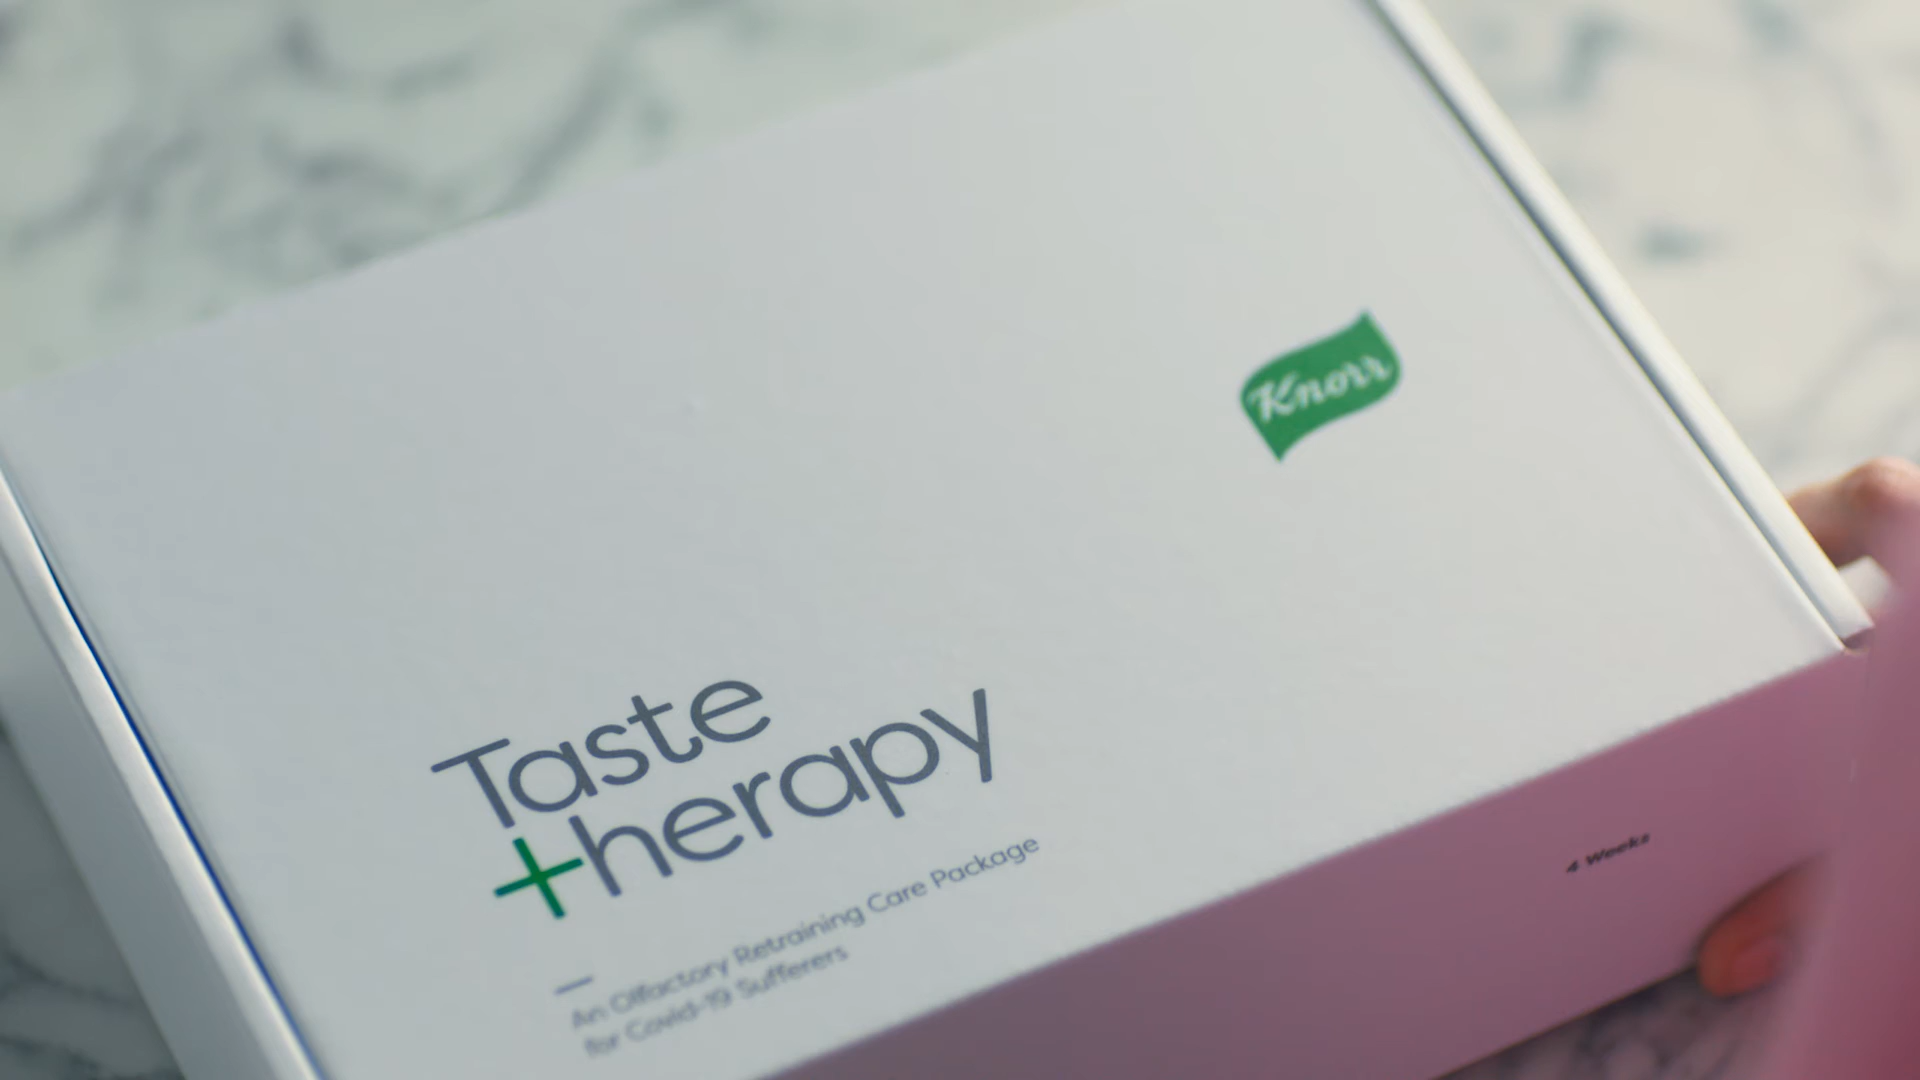 Knorr
Taste
+herapy
An Olfactory Retraining Care Package
for Covid-19 Sufferers
4 Weeks